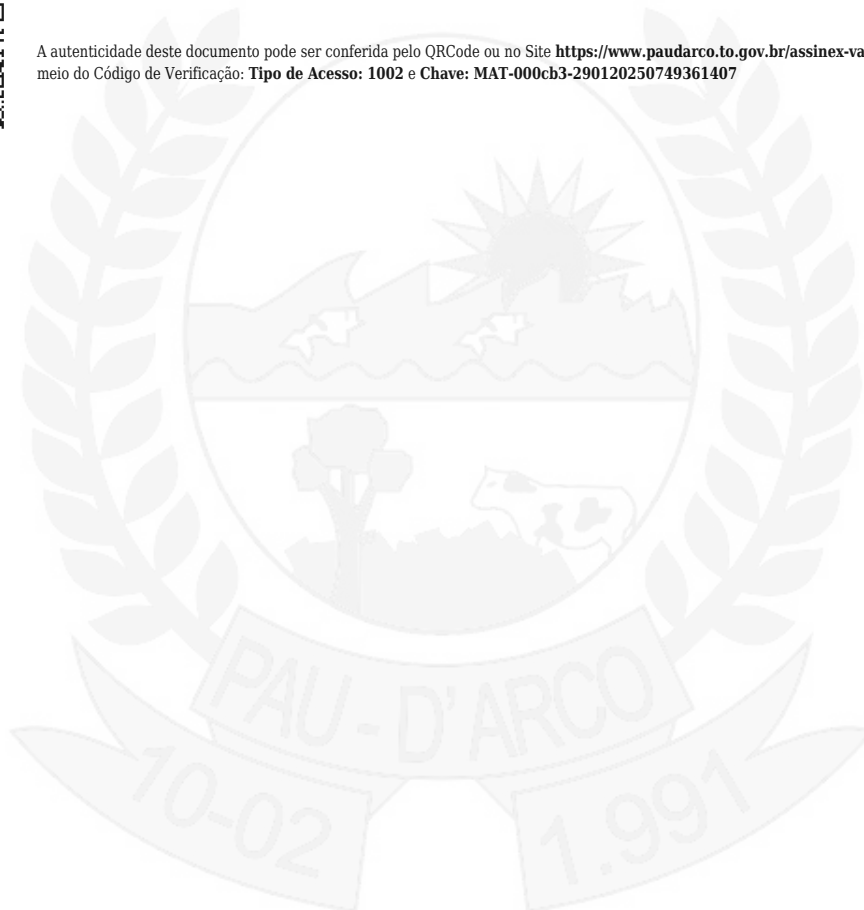 A autenticidade deste documento pode ser conferida pelo QRCode ou no Site https://www.paudarco.to.gov.br/assinex-va
meio do Código de Verificação: Tipo de Acesso: 1002 e Chave: MAT-000cb3-290120250749361407
PAU - D'ARCO
10-02 1.991